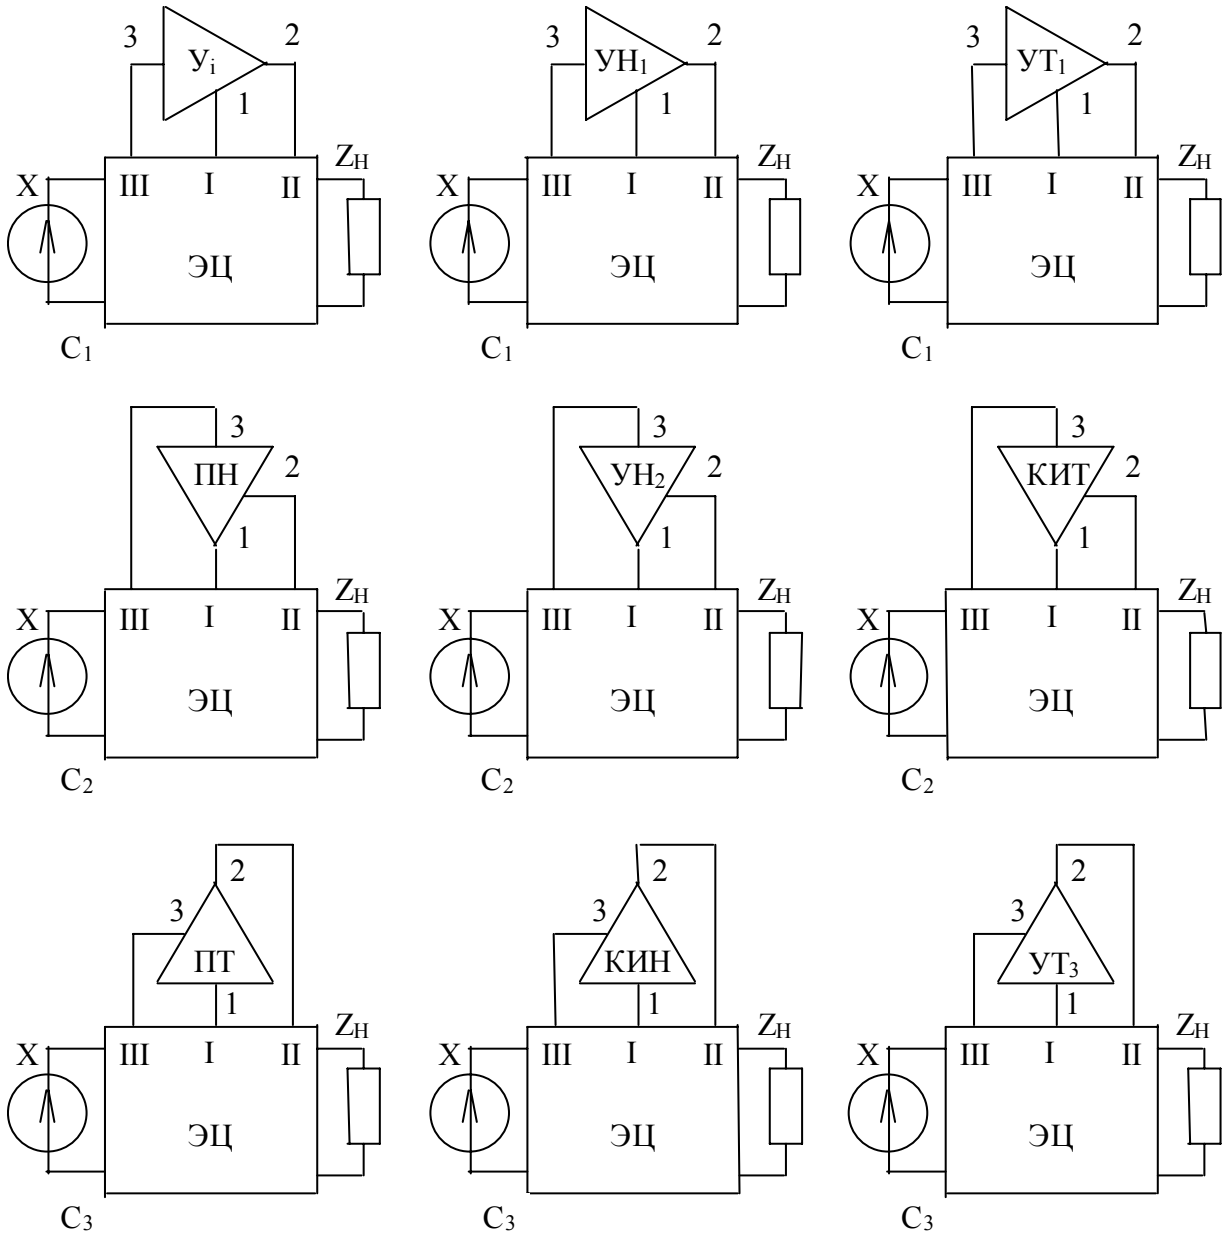 3 2 3 2 3 2
Уi УН1 УТ1
1 1 1
ZН ZН ZН
X III I II X III I II X III I II
ЭЦ ЭЦ ЭЦ
C1 C1 C1
3 3 3
ПН 2 УН2 2 КИТ 2
1 1 1
ZН ZН ZН
X III I II X III I II X III I II
ЭЦ ЭЦ ЭЦ
C2 C2 C2
2 2 2
3 3 3
ПТ КИН УТ3
1 1 1
ZН ZН ZН
X III I II X III I II X III I II
ЭЦ ЭЦ ЭЦ
C3 C3 C3